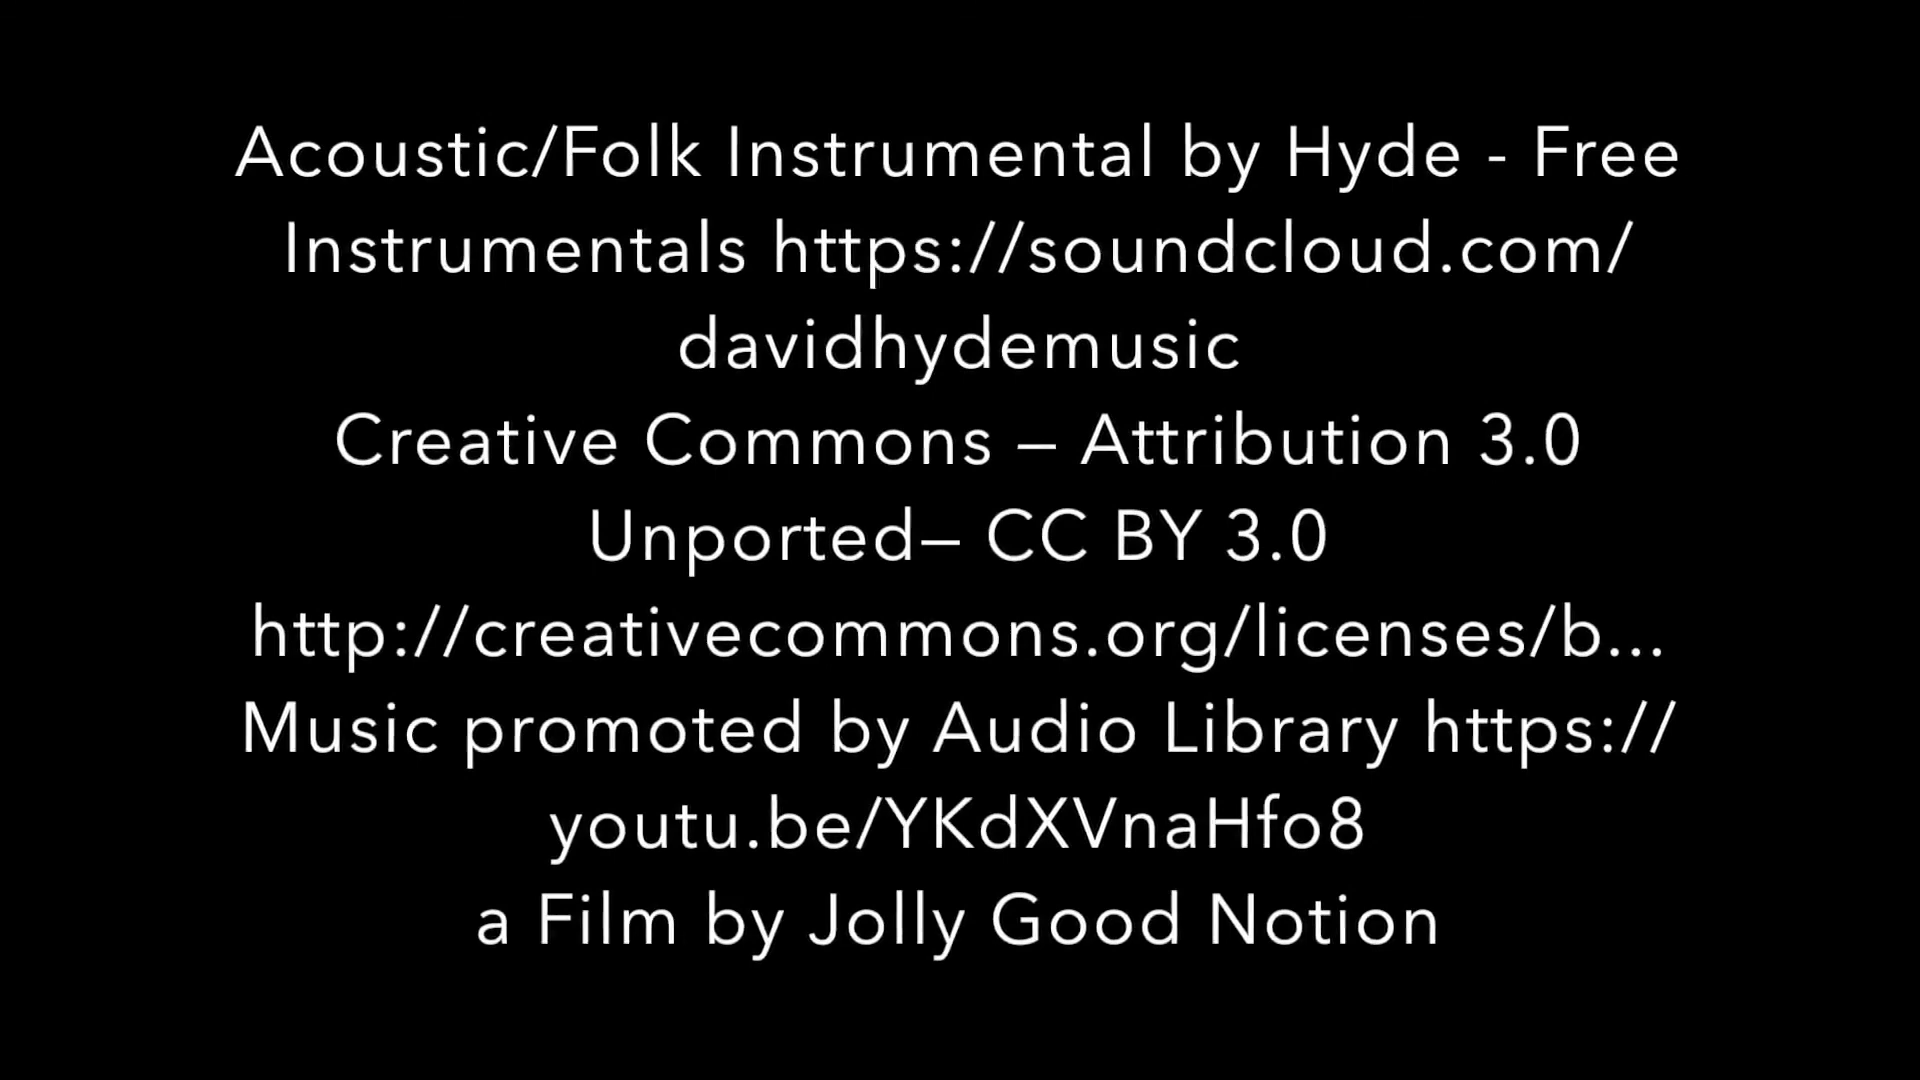 Acoustic/Folk Instrumental by Hyde - Free
Instrumentals https://soundcloud.com/
davidhydemusic
Creative Commons – Attribution 3.0
Unported– CC BY 3.0
http://creativecommons.org/licenses/b...
Music promoted by Audio Library https://
youtu.be/YKdXVnaHfo8
a Film by Jolly Good Notion